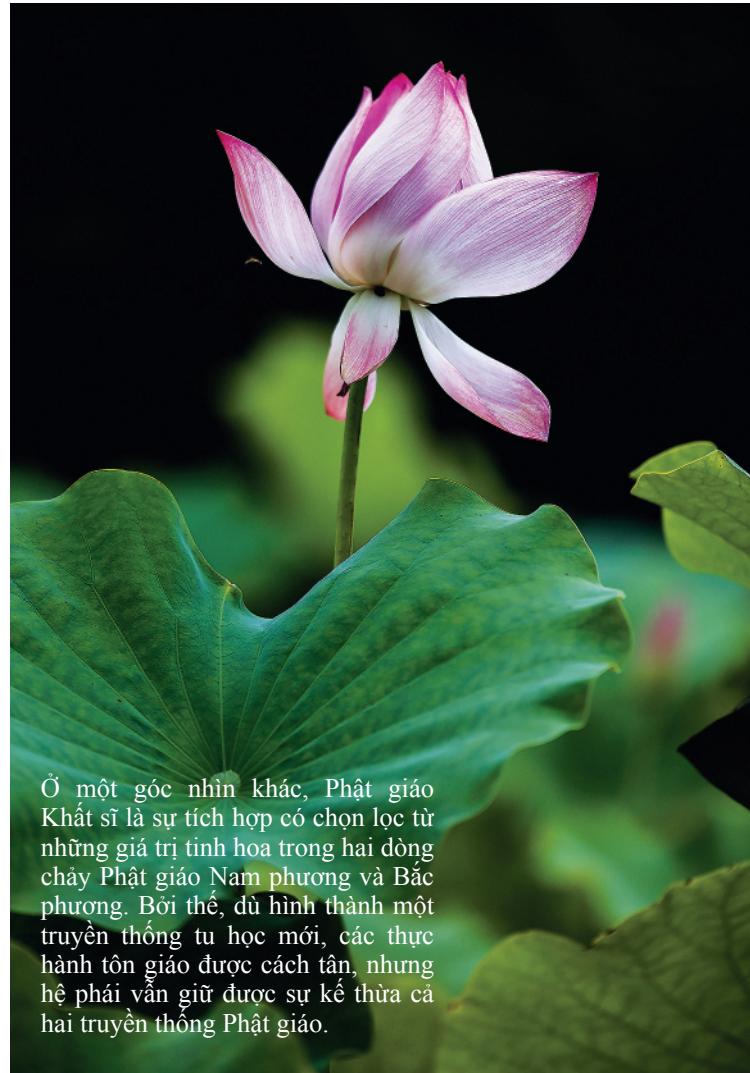 Ở một góc nhìn khác, Phật giáo
Khất sĩ là sự tích hợp có chọn lọc từ
những giá trị tinh hoa trong hai dòng
chảy Phật giáo Nam phương và Bắc
phương. Bởi thế, dù hình thành một
truyền thống tu học mới, các thực
hành tôn giáo được cách tân, nhưng
hệ phái vẫn giữ được sự kế thừa cả
hai truyền thống Phật giáo.